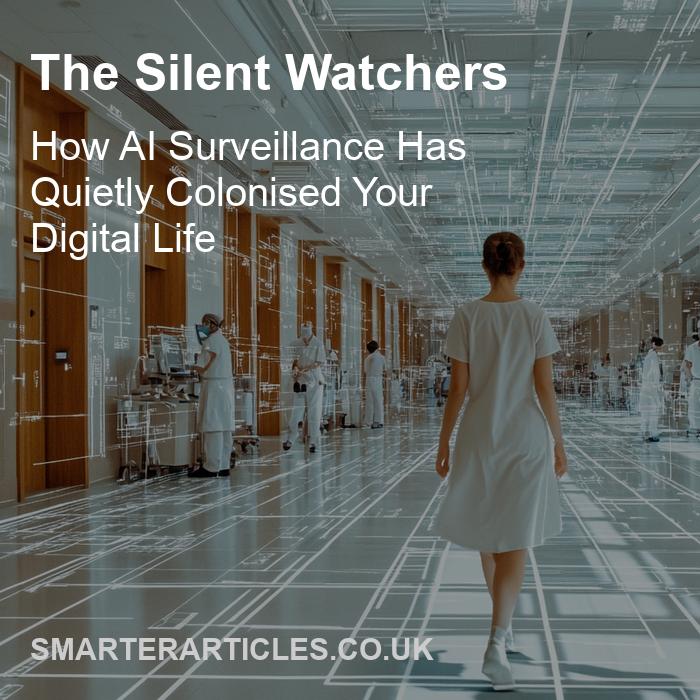 The Silent Watchers
How AI Surveillance Has
Quietly Colonised Your
Digital Life
SMARTERARTICLES.CO.UK